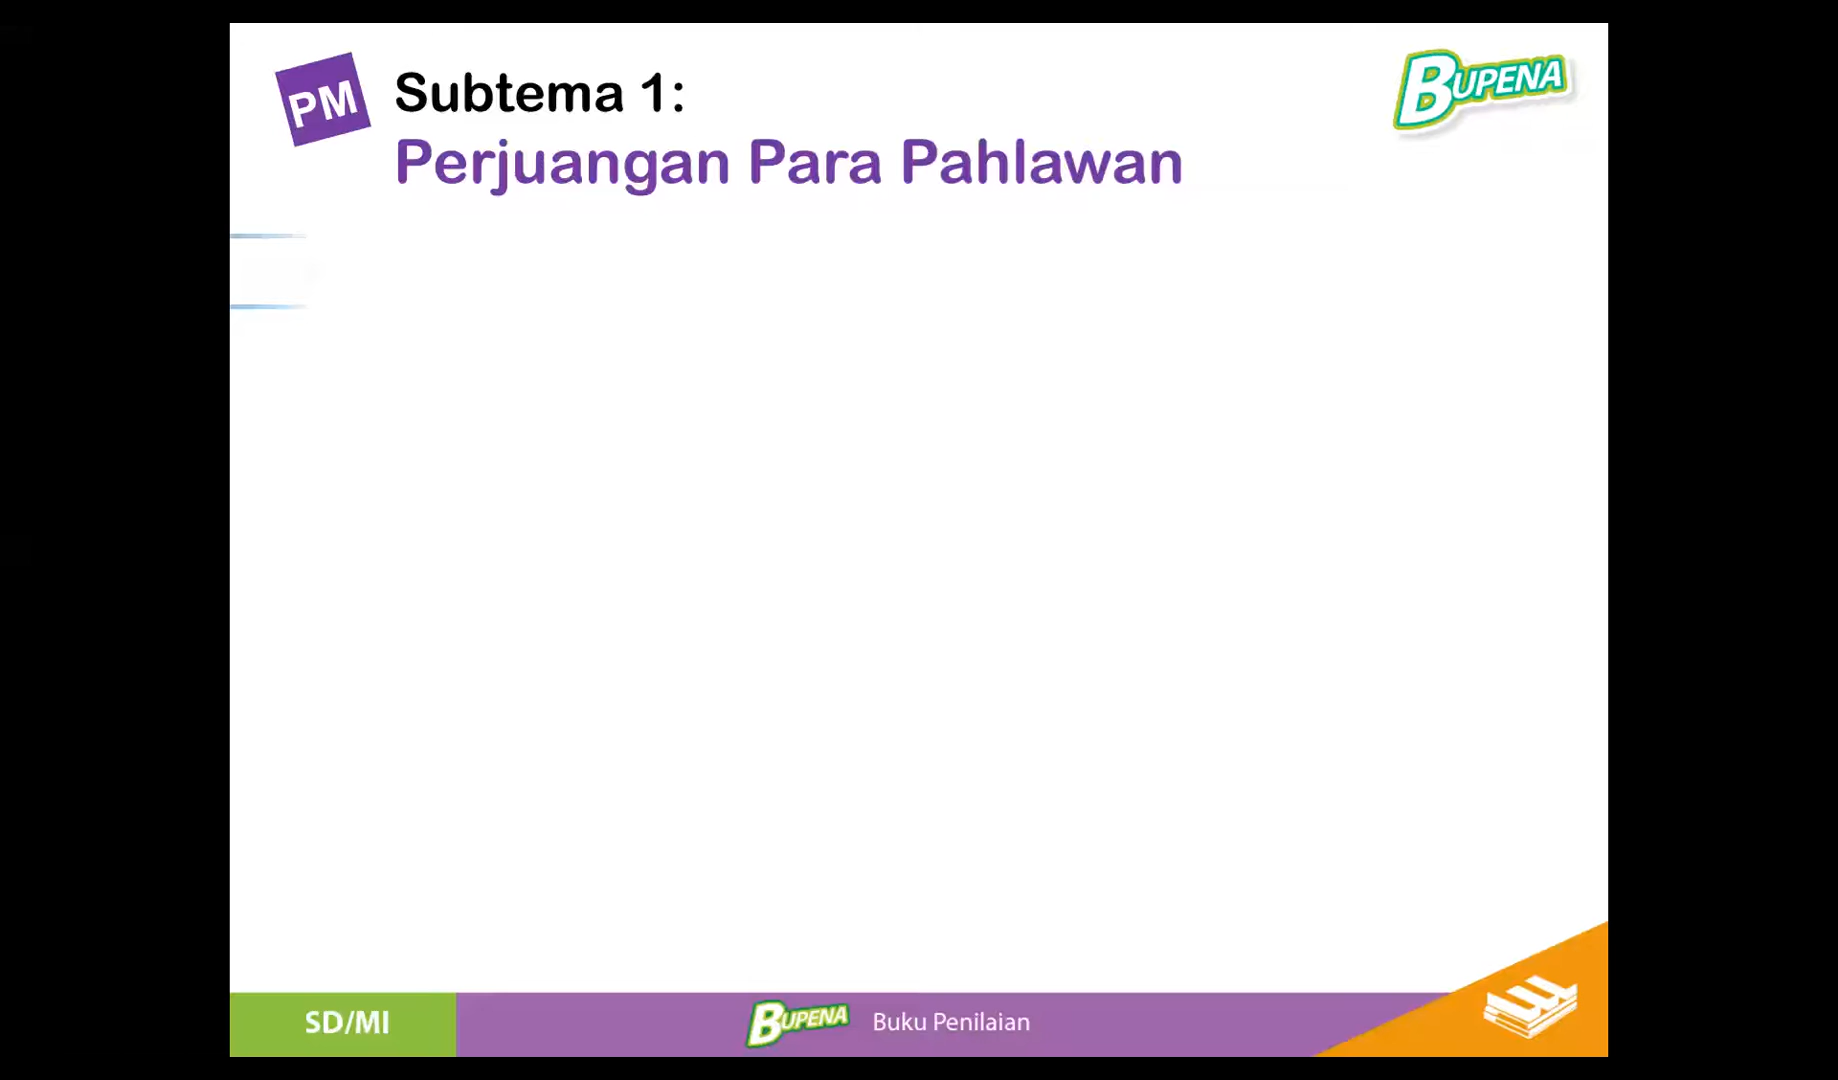 PM
Subtema 1:
BUPENA
Perjuangan Para Pahlawan
SD/MI
BUPENA
Buku Penilaian